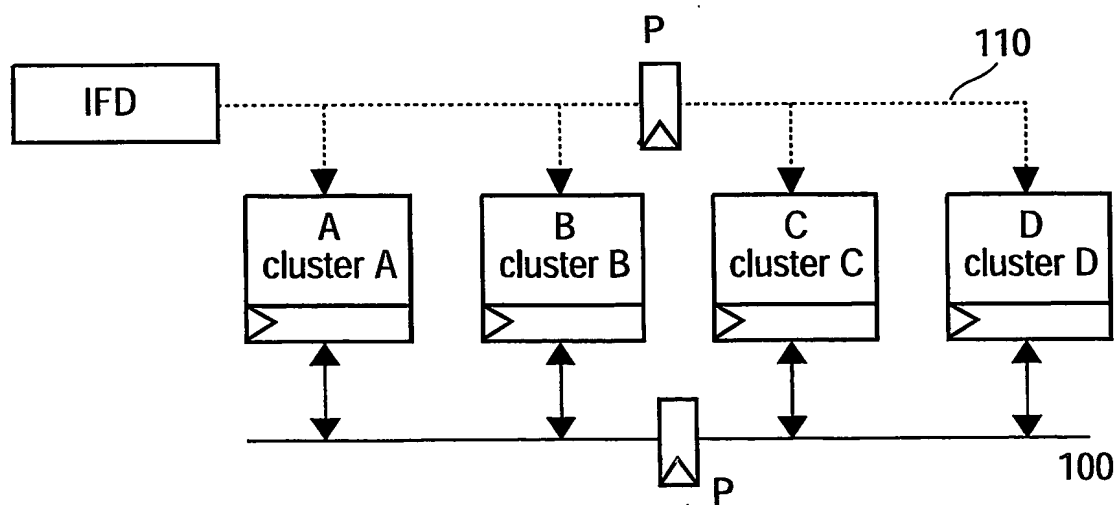 P
110
IFD
A
cluster A
B
cluster B
C
cluster C
D
cluster D
100
P